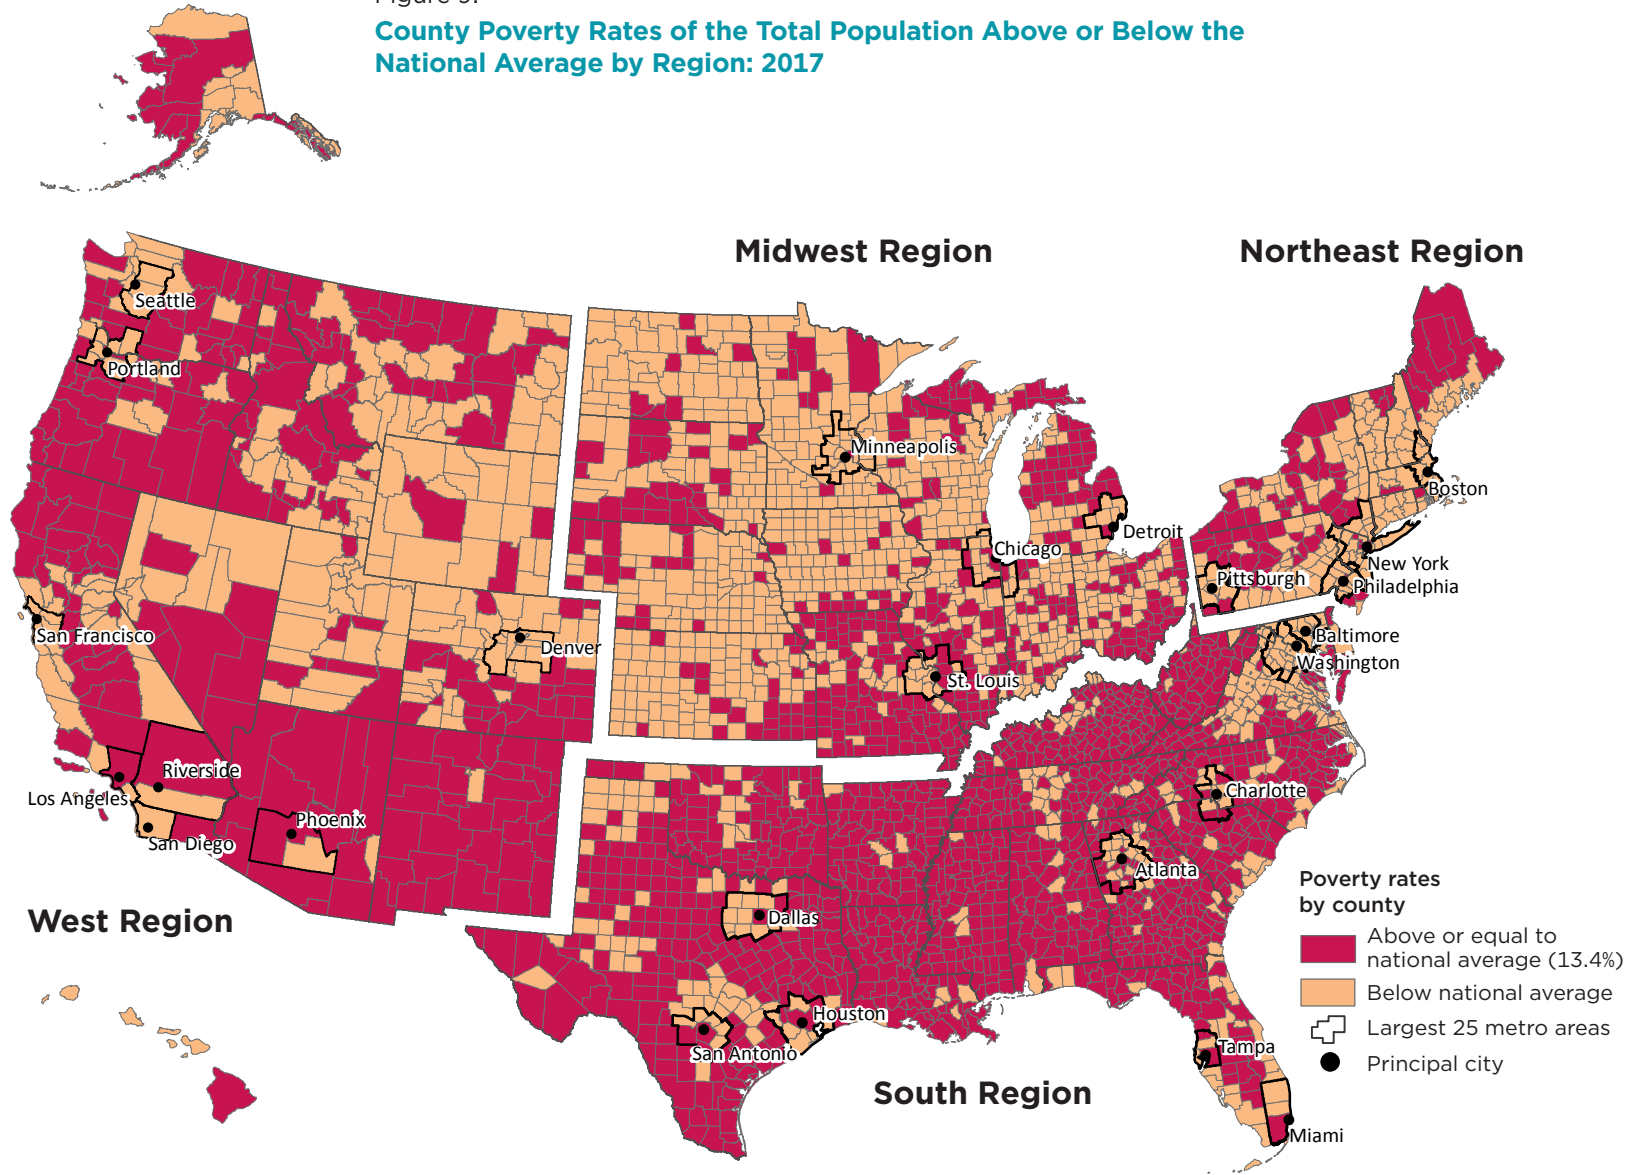 County Poverty Rates of the Total Population Above or Below the
National Average by Region: 2017
Midwest Region
Northeast Region
Seattle
Portland
Minneapolis
Boston
Detroit
Chicago
New York
Pittsburgh
Philadelphia
San Francisco
Denver
Baltimore
Washington
St. Louis
Riverside
Los Angeles
Charlotte
Phoenix
San Diego
Atlanta
West Region
Dallas
Houston
San Antonio
Tampa
South Region
Miami
Poverty rates
by county
Above or equal to
national average (13.4%)
Below national average
Largest 25 metro areas
Principal city